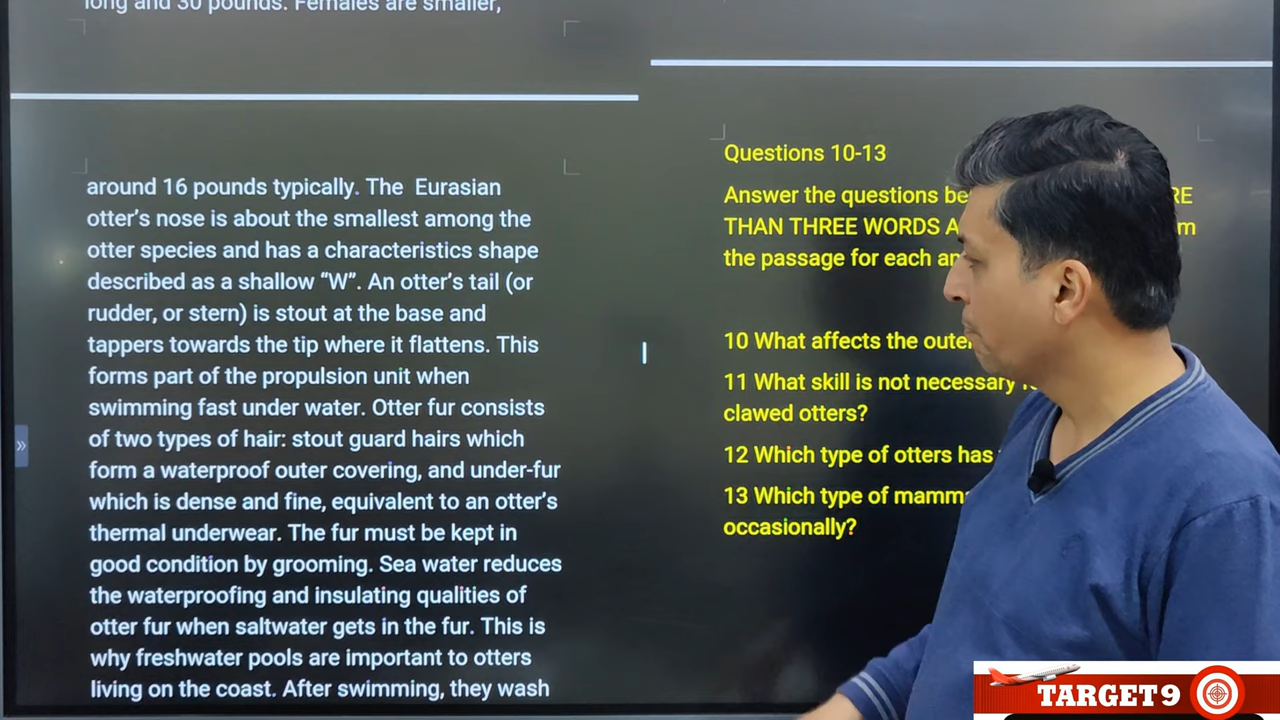 long and 30 pounds. Females are smaller,
around 16 pounds typically. The Eurasian
otter's nose is about the smallest among the
otter species and has a characteristics shape
described as a shallow “W”. An otter's tail (or
rudder, or stern) is stout at the base and
tappers towards the tip where it flattens. This
forms part of the propulsion unit when
swimming fast under water. Otter fur consists
of two types of hair: stout guard hairs which
form a waterproof outer covering, and under-fur
which is dense and fine, equivalent to an otter's
thermal underwear. The fur must be kept in
good condition by grooming. Sea water reduces
the waterproofing and insulating qualities of
otter fur when saltwater gets in the fur. This is
why freshwater pools are important to otters
living on the coast. After swimming, they wash
»
Questions 10-13
Answer the questions
THAN THREE WORDS
the passage for each
10 What affects the
11 What skill is not necessary
clawed otters?
12 Which type of otters has
13 Which type of
occasionally?
TARGET9